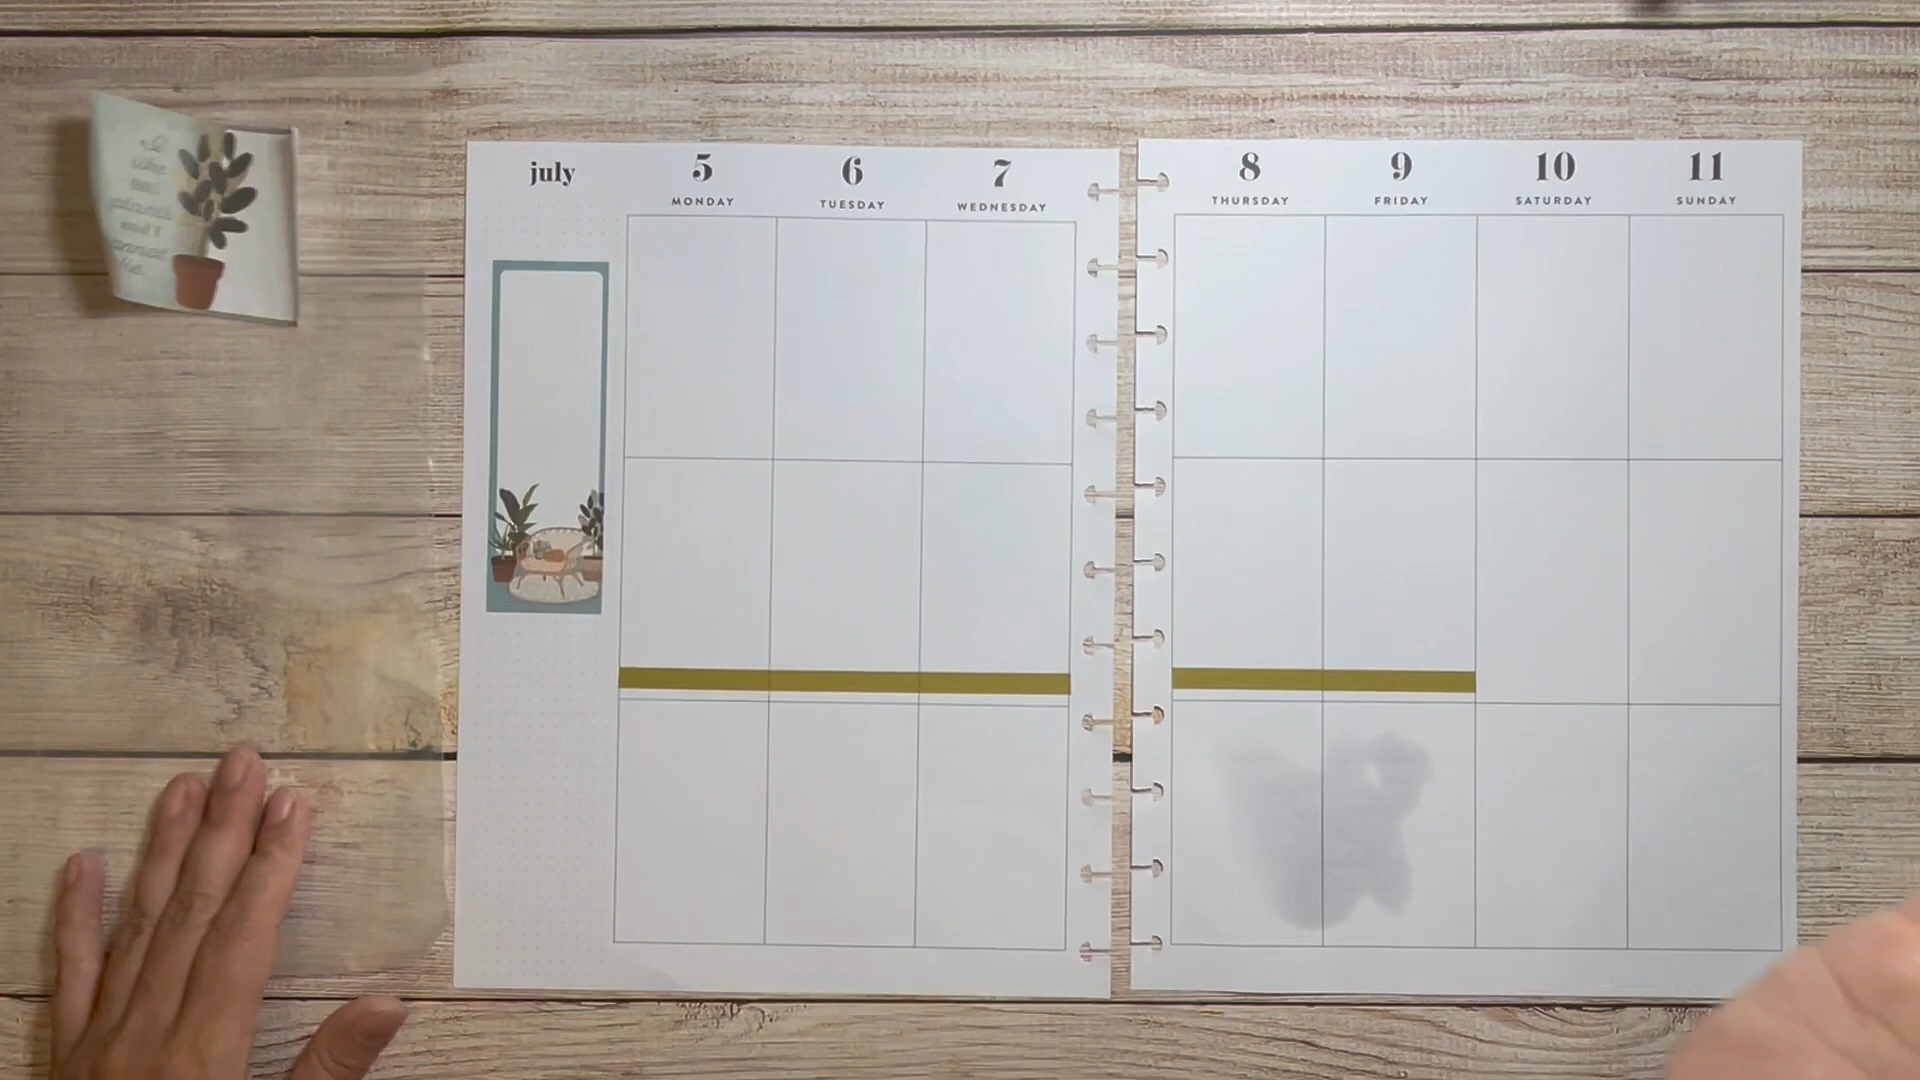 july
5 6 7 8 9 10 11
MONDAY TUESDAY WEDNESDAY THURSDAY FRIDAY SATURDAY SUNDAY